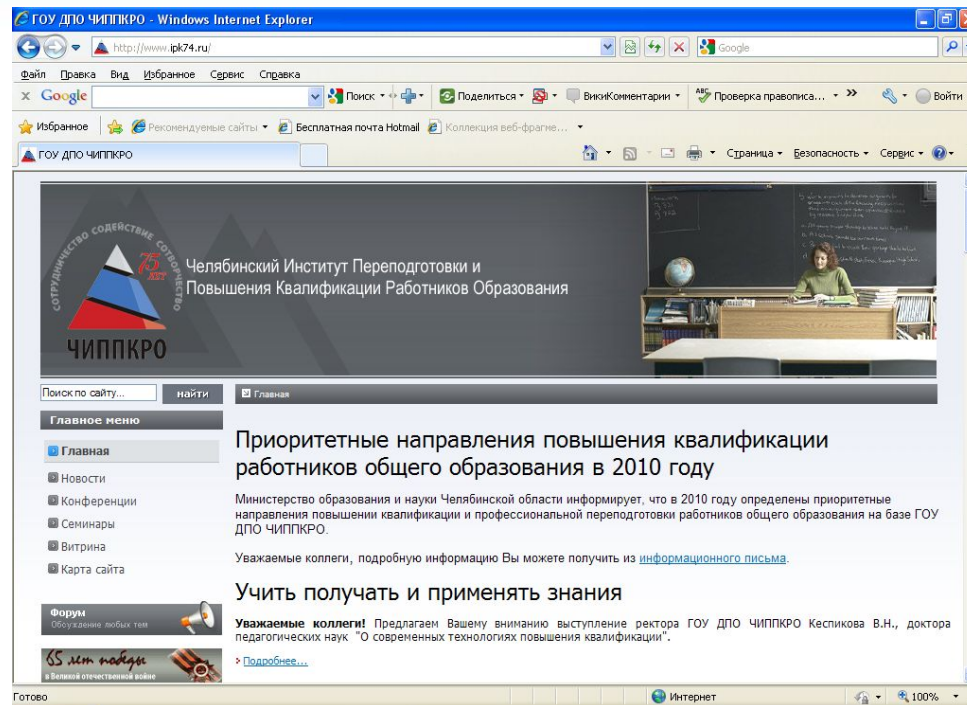 ГОУ ДПО ЧИППКРО - Windows Internet Explorer
http://www.ipk74.ru/
Google
Файл Правка Вид Избранное Сервис Справка
x Google Поиск Поделиться ВикиКомментарии Проверка правописа... » Войти
Избранное Рекомендуемые сайты Бесплатная почта Hotmail Коллекция веб-фрагме...
ГОУ ДПО ЧИППКРО
Страница Безопасность Сервис
СОТРУДНИЧЕСТВО СОДЕЙСТВИЕ СОТВОРЧЕСТВО
75 ЛЕТ
ЧИППКРО
Челябинский Институт Переподготовки и
Повышения Квалификации Работников Образования
Поиск по сайту... найти
Главная
Главное меню
Главная
Новости
Конференции
Семинары
Витрина
Карта сайта
Форум
Обсуждение любых тем
65 лет победы
в Великой отечественной войне
Приоритетные направления повышения квалификации
работников общего образования в 2010 году
Министерство образования и науки Челябинской области информирует, что в 2010 году определены приоритетные
направления повышении квалификации и профессиональной переподготовки работников общего образования на базе ГОУ
ДПО ЧИППКРО.
Уважаемые коллеги, подробную информацию Вы можете получить из информационного письма.
Учить получать и применять знания
Уважаемые коллеги! Предлагаем Вашему вниманию выступление ректора ГОУ ДПО ЧИППКРО Кеспикова В.Н., доктора
педагогических наук "О современных технологиях повышения квалификации".
Подробнее...
Готово
Интернет
100%